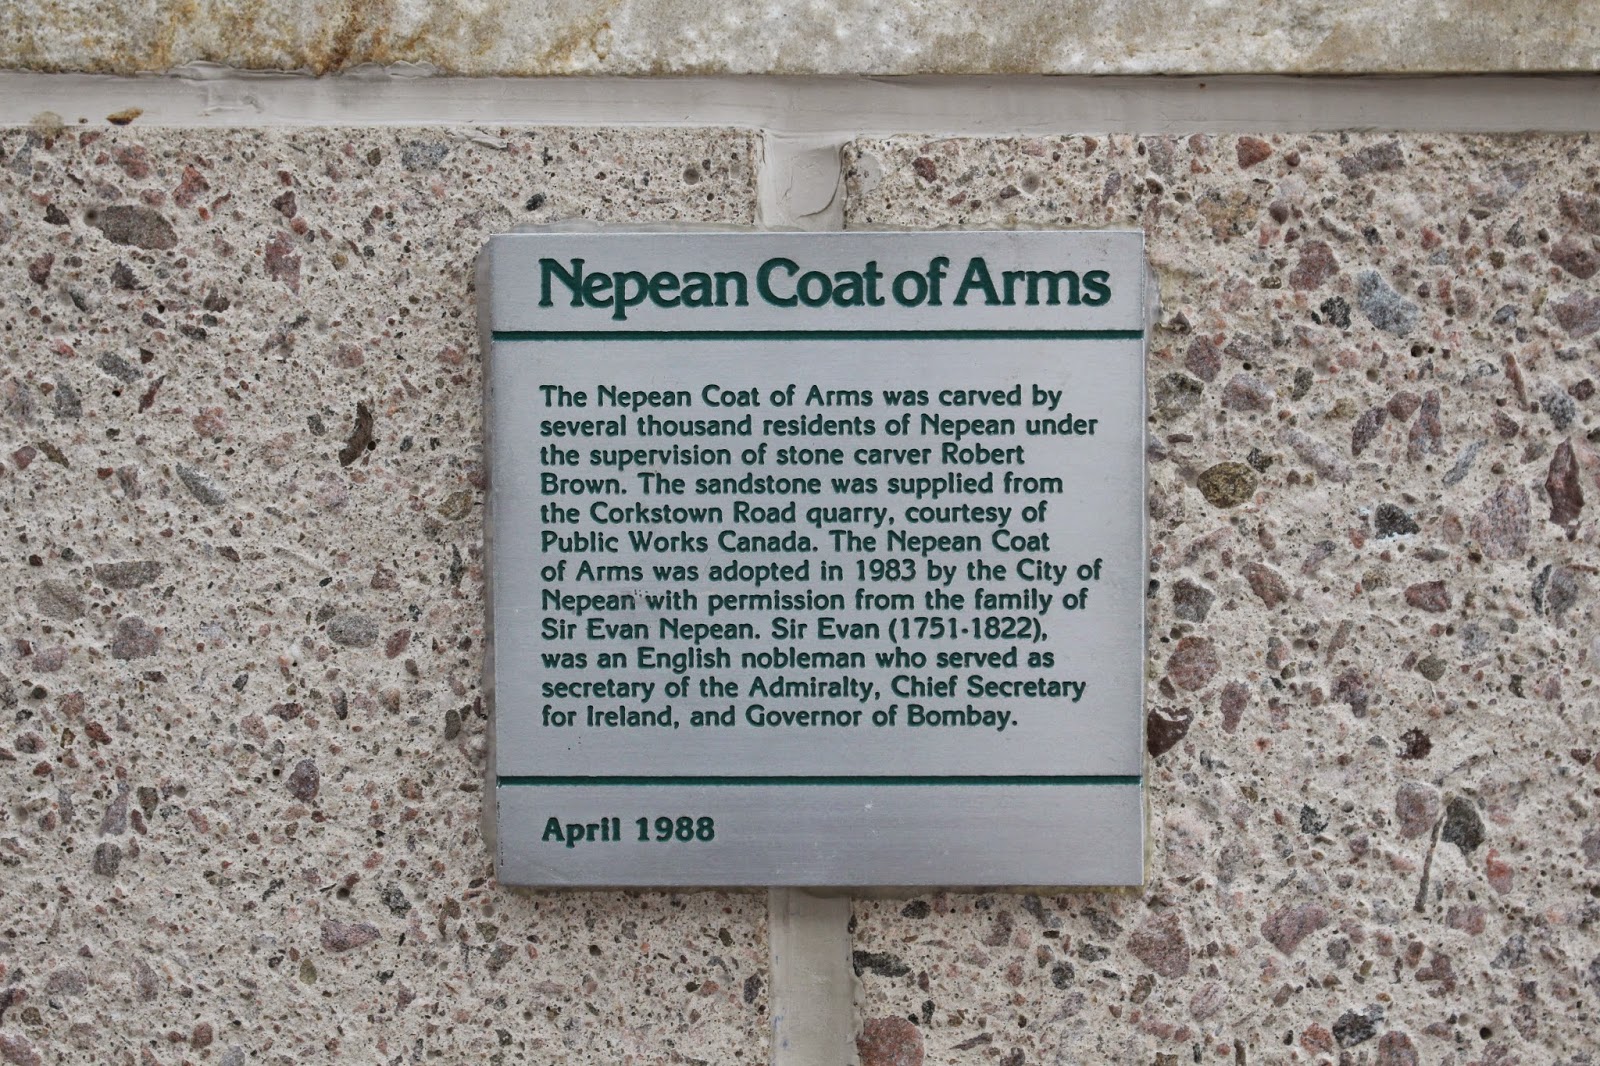 Nepean Coat of Arms
The Nepean Coat of Arms was carved by
several thousand residents of Nepean under
the supervision of stone carver Robert
Brown. The sandstone was supplied from
the Corkstown Road quarry, courtesy of
Public Works Canada. The Nepean Coat
of Arms was adopted in 1983 by the City of
Nepean with permission from the family of
Sir Evan Nepean. Sir Evan (1751-1822),
was an English nobleman who served as
secretary of the Admiralty, Chief Secretary
for Ireland, and Governor of Bombay.
April 1988